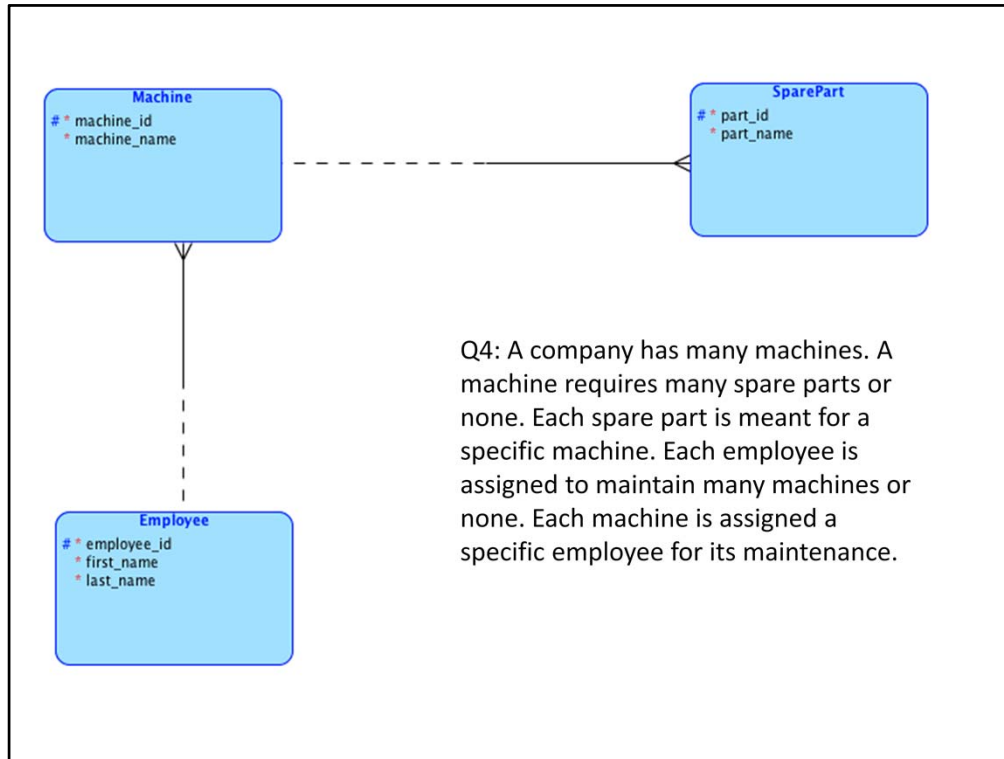 Machine
# * machine_id
* machine_name
SparePart
# * part_id
* part_name
Q4: A company has many machines. A
machine requires many spare parts or
none. Each spare part is meant for a
specific machine. Each employee is
assigned to maintain many machines or
none. Each machine is assigned a
specific employee for its maintenance.
Employee
# * employee_id
* first_name
* last_name